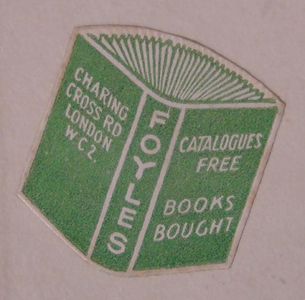 CHARING
CROSS RD
LONDON
W C 2.
FOYLES
CATALOGUES
FREE
BOOKS
BOUGHT